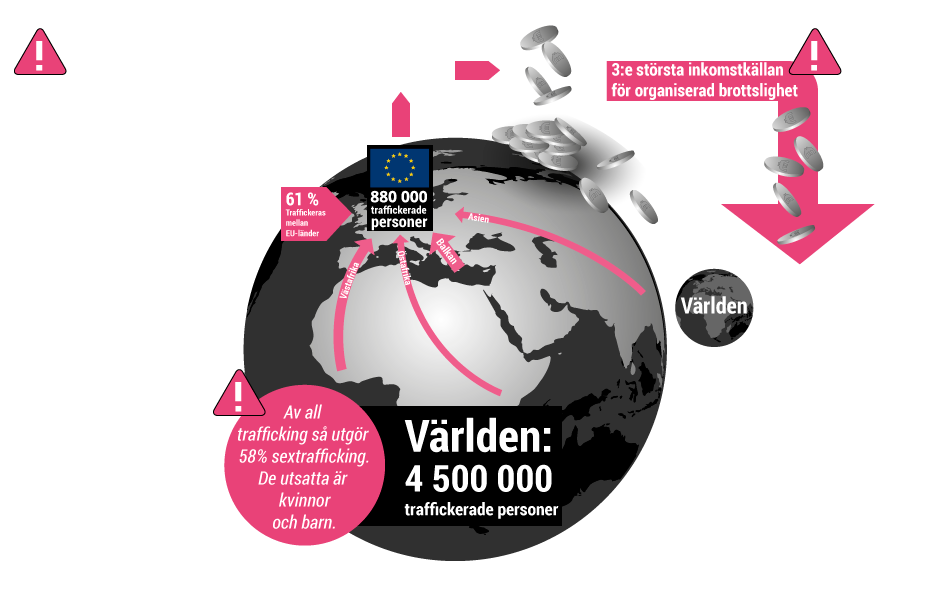 3:e största inkomstkällan
för organiserad brottslighet
61 %
Traffickeras
mellan
EU-länder
880 000
traffickerade
personer
Asien
Balkan
Västafrika
Östafrika
Världen
Av all
trafficking så utgör
58% sextrafficking.
De utsatta är
kvinnor
och barn.
Världen:
4 500 000
traffickerade personer